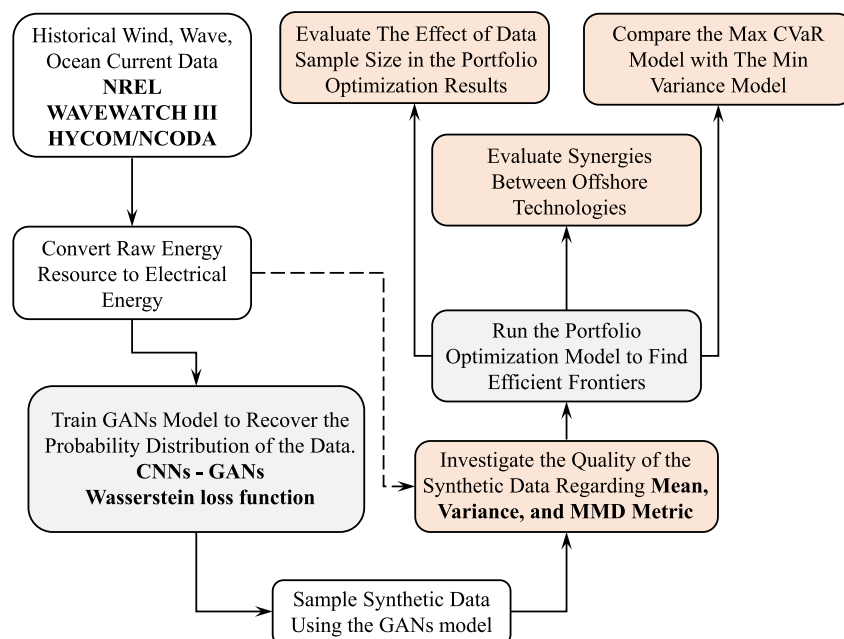 Historical Wind, Wave,
Ocean Current Data
NREL
WAVEWATCH III
HYCOM/NCODA
Convert Raw Energy
Resource to Electrical
Energy
Train GANs Model to Recover the
Probability Distribution of the Data.
CNNs - GANs
Wasserstein loss function
Sample Synthetic Data
Using the GANs model
Investigate the Quality of the
Synthetic Data Regarding Mean,
Variance, and MMD Metric
Run the Portfolio
Optimization Model to Find
Efficient Frontiers
Evaluate The Effect of Data
Sample Size in the Portfolio
Optimization Results
Evaluate Synergies
Between Offshore
Technologies
Compare the Max CVaR
Model with The Min
Variance Model